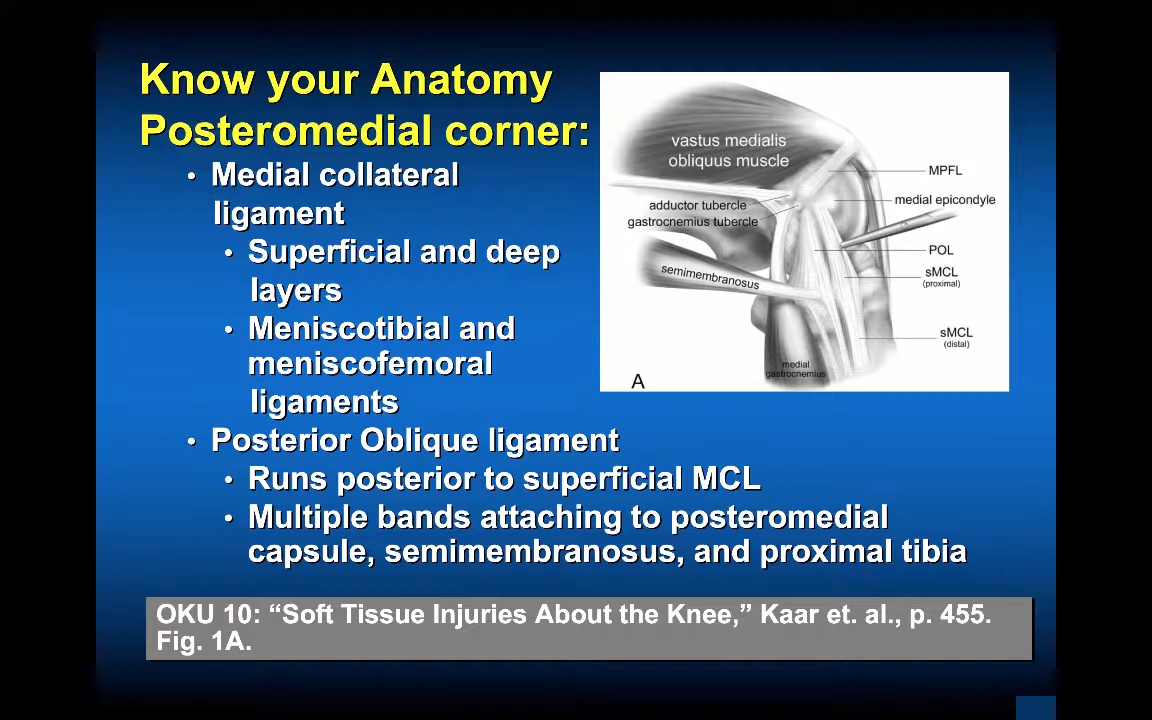 Know your Anatomy
Posteromedial corner:
• Medial collateral
ligament
• Superficial and deep
layers
• Meniscotibial and
meniscofemoral
ligaments
• Posterior Oblique ligament
• Runs posterior to superficial MCL
• Multiple bands attaching to posteromedial
capsule, semimembranosus, and proximal tibia
vastus medialis
obliquus muscle
MPFL
medial epicondyle
adductor tubercle
gastrocnemius tubercle
POL
semimembranosus
sMCL
(proximal)
sMCL
(distal)
medial
gastrocnemius
A
OKU 10: “Soft Tissue Injuries About the Knee,” Kaar et. al., p. 455.
Fig. 1A.